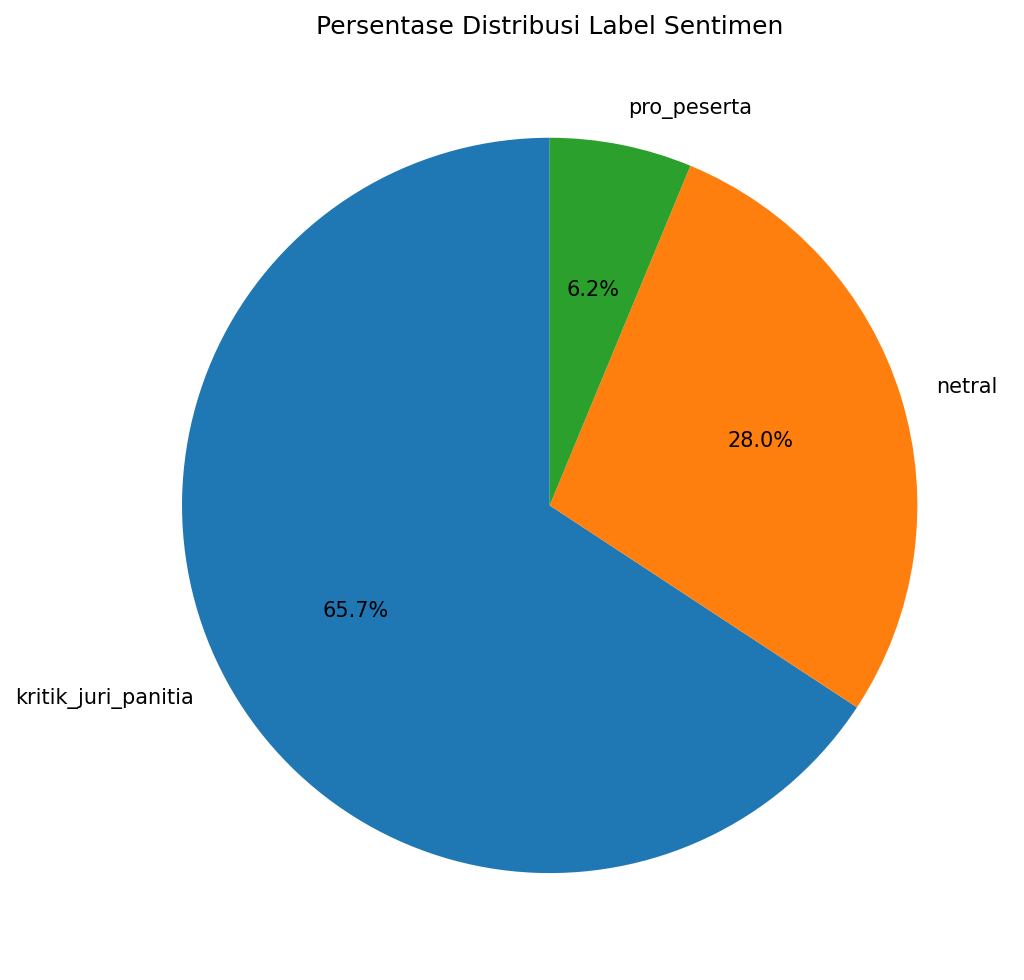 Persentase Distribusi Label Sentimen
pro_peserta
6.2%
netral
28.0%
65.7%
kritik_juri_panitia